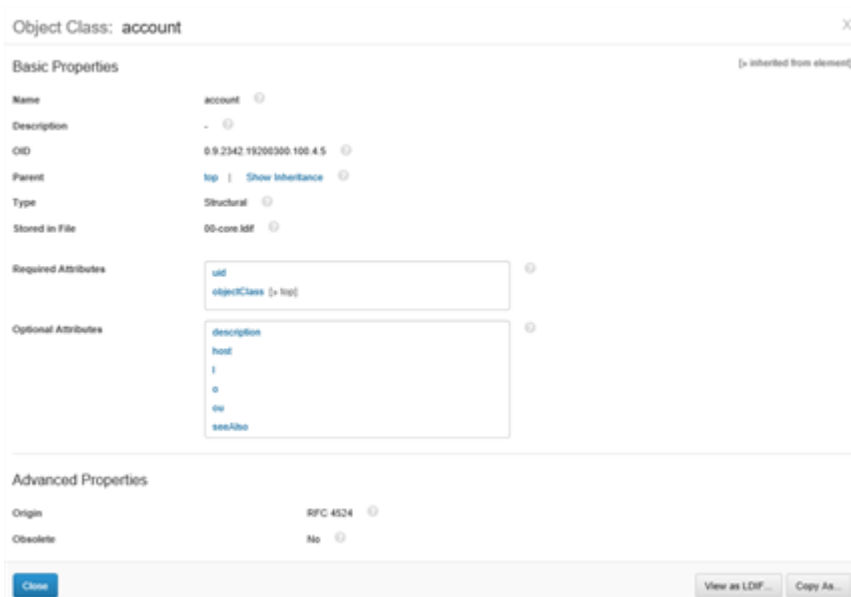 Object Class: account
X
Basic Properties
[> inherited from element]
Name account
Description -
OID 0.9.2342.19200300.100.4.5
Parent top | Show Inheritance
Type Structural
Stored in File 00-core.ldif
Required Attributes
uid
objectClass [> top]
Optional Attributes
description
host
l
o
ou
seeAlso
Advanced Properties
Origin RFC 4524
Obsolete No
Close View as LDIF... Copy As...